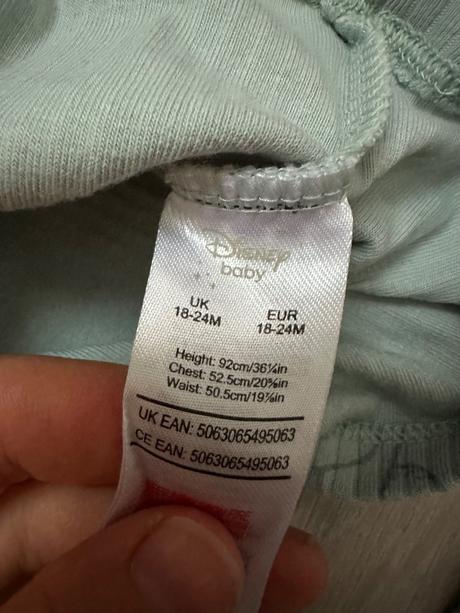 Disney
baby
UK EUR
18-24M 18-24M
Height: 92cm/36¼in
Chest: 52.5cm/20⅝in
Waist: 50.5cm/19⅞in
UK EAN: 5063065495063
CE EAN: 5063065495063